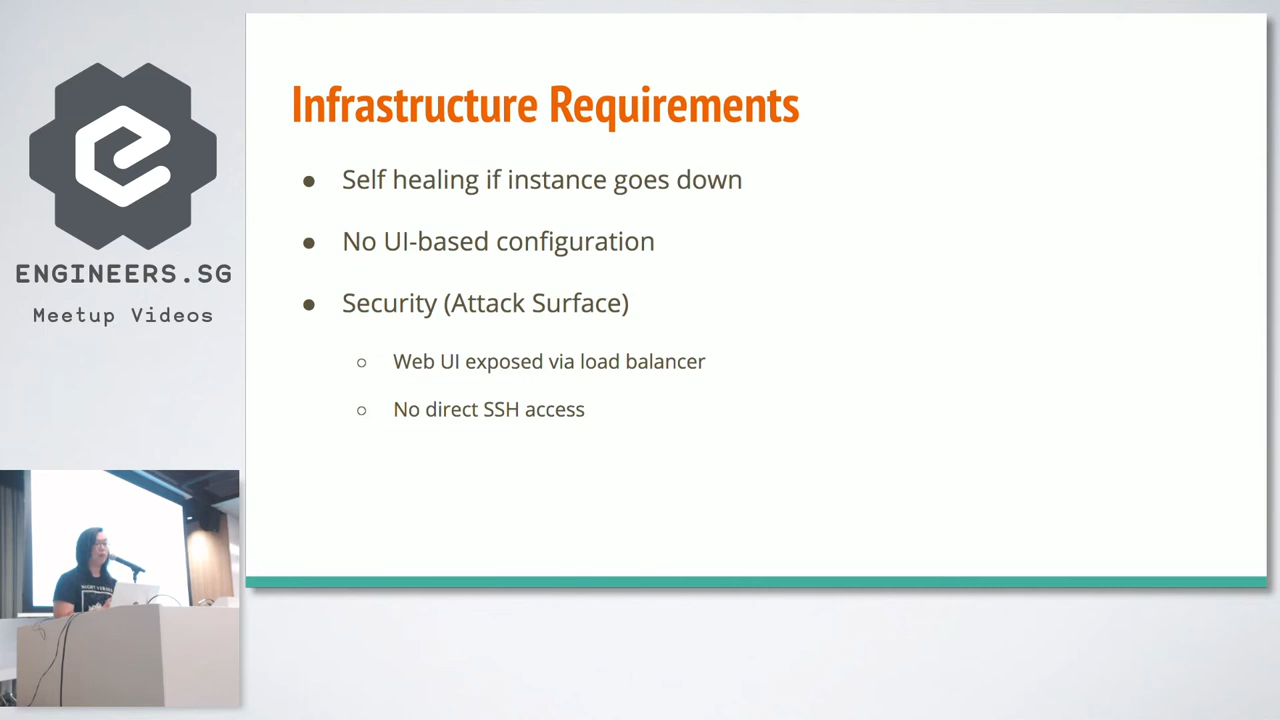 Infrastructure Requirements
● Self healing if instance goes down
● No UI-based configuration
● Security (Attack Surface)
○ Web UI exposed via load balancer
○ No direct SSH access
ENGINEERS.SG
Meetup Videos